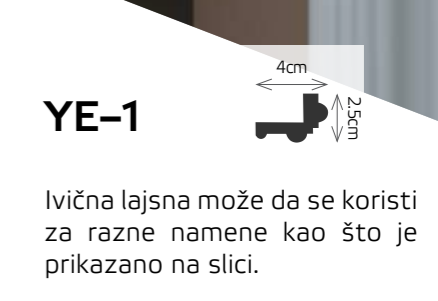 4cm
YE–1
2.5cm
Ivična lajsna može da se koristi
za razne namene kao što je
prikazano na slici.